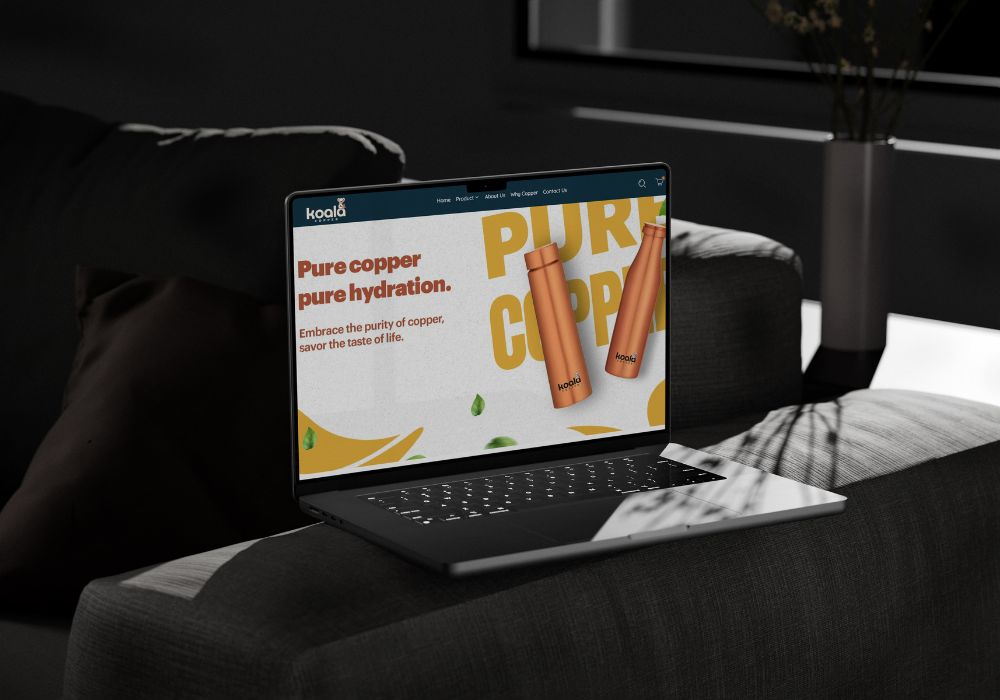 koala
COPPER
Home Product About Us Why Copper Contact Us
Pure copper
pure hydration.
Embrace the purity of copper,
savor the taste of life.
PURE
COPPER
koala
koala